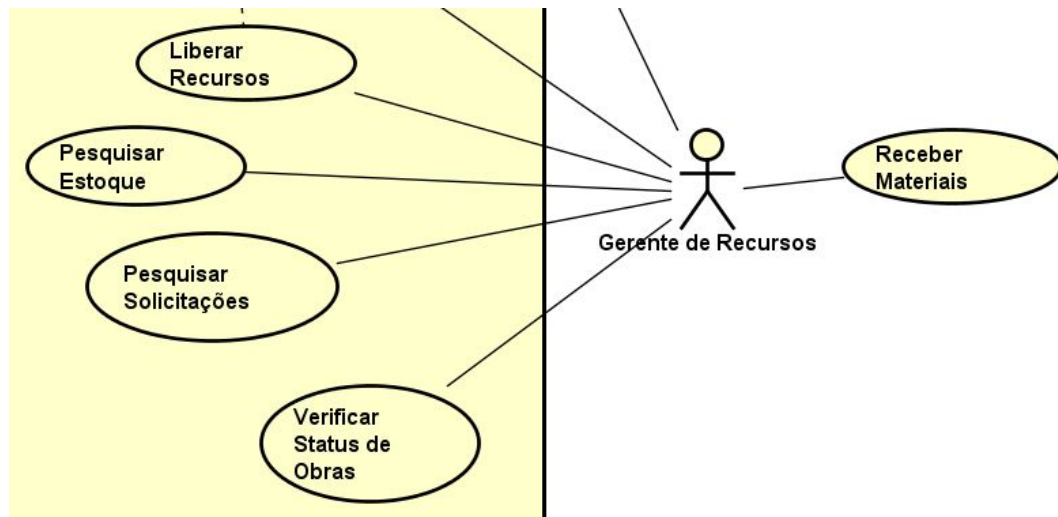 Liberar
Recursos
Pesquisar
Estoque
Receber
Materiais
Gerente de Recursos
Pesquisar
Solicitações
Verificar
Status de
Obras